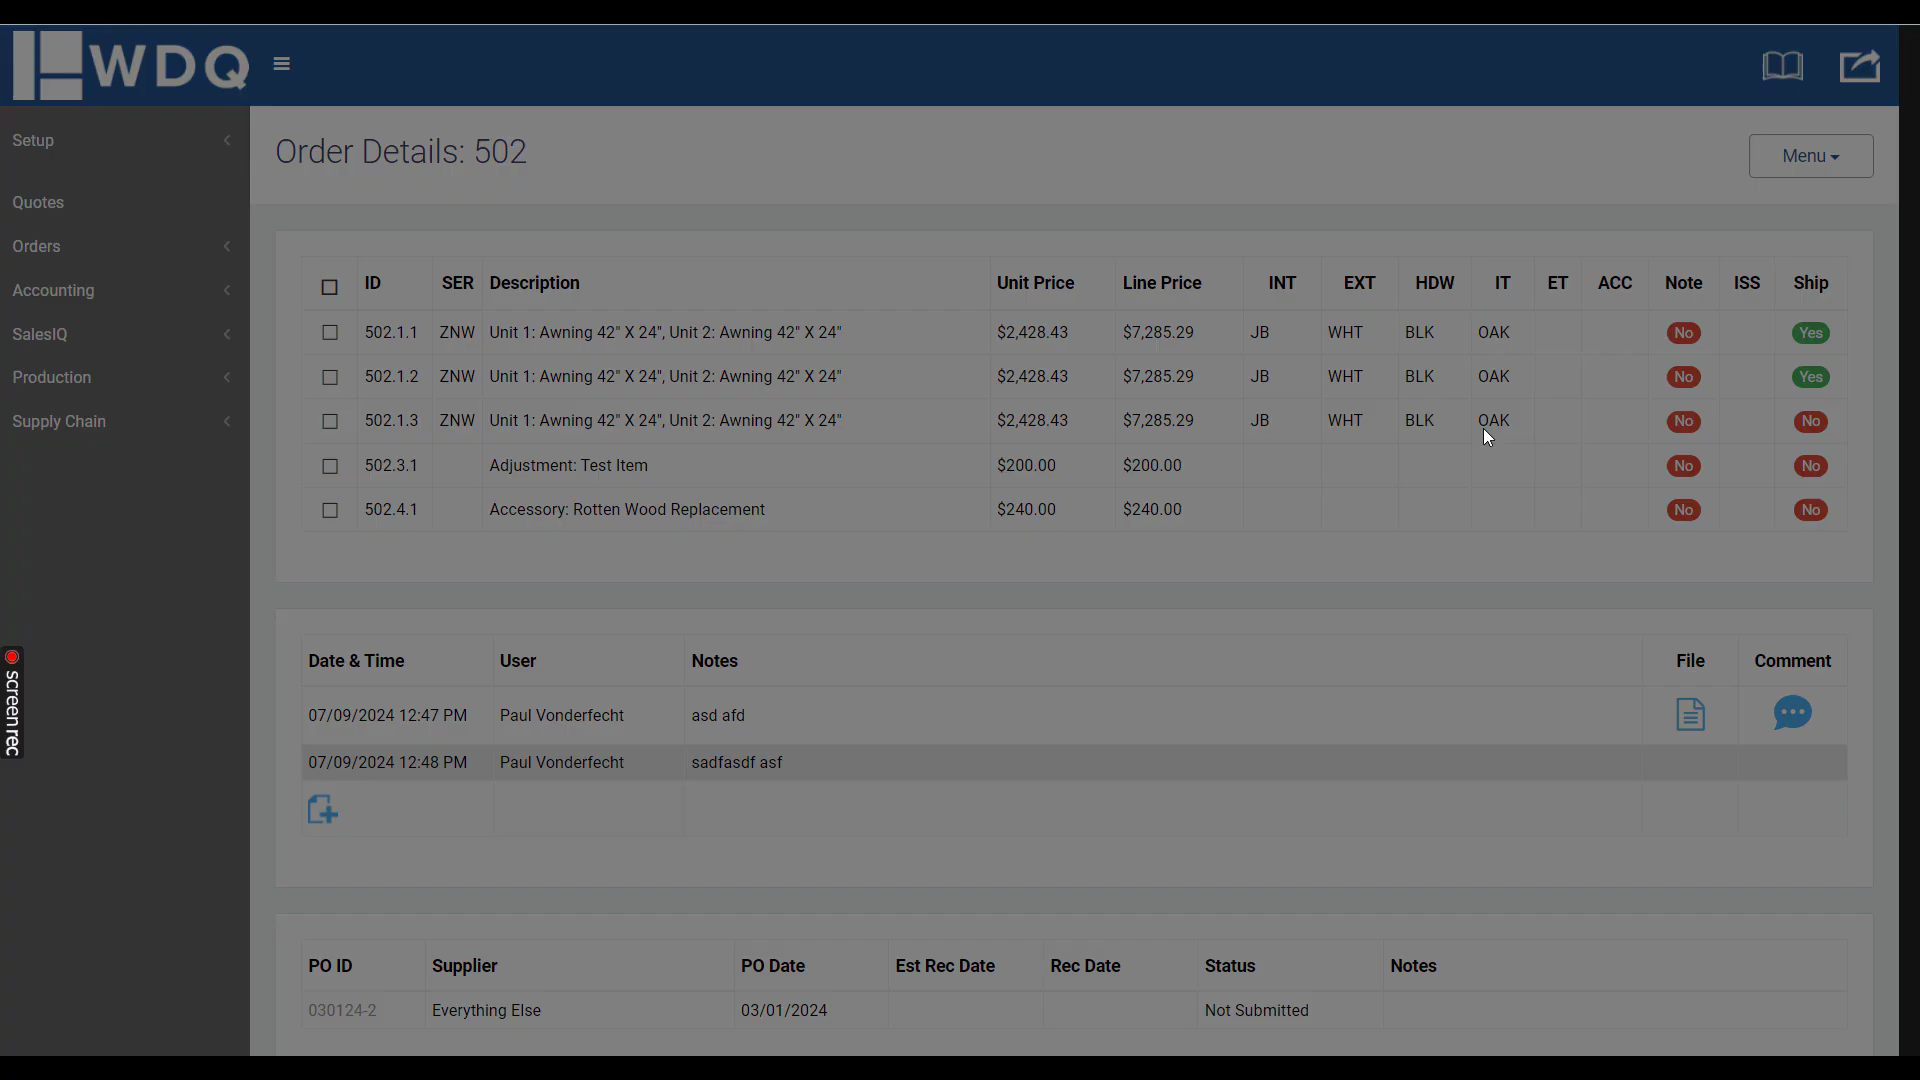 WDQ
Setup
Quotes
Orders
Accounting
SalesIQ
Production
Supply Chain
Order Details: 502
Menu
ID SER Description Unit Price Line Price INT EXT HDW IT ET ACC Note ISS Ship
502.1.1 ZNW Unit 1: Awning 42" X 24", Unit 2: Awning 42" X 24" $2,428.43 $7,285.29 JB WHT BLK OAK No Yes
502.1.2 ZNW Unit 1: Awning 42" X 24", Unit 2: Awning 42" X 24" $2,428.43 $7,285.29 JB WHT BLK OAK No Yes
502.1.3 ZNW Unit 1: Awning 42" X 24", Unit 2: Awning 42" X 24" $2,428.43 $7,285.29 JB WHT BLK OAK No No
502.3.1 Adjustment: Test Item $200.00 $200.00 No No
502.4.1 Accessory: Rotten Wood Replacement $240.00 $240.00 No No
Date & Time User Notes File Comment
07/09/2024 12:47 PM Paul Vonderfecht asd afd
07/09/2024 12:48 PM Paul Vonderfecht sadfasdf asf
PO ID Supplier PO Date Est Rec Date Rec Date Status Notes
030124-2 Everything Else 03/01/2024 Not Submitted
screenrec